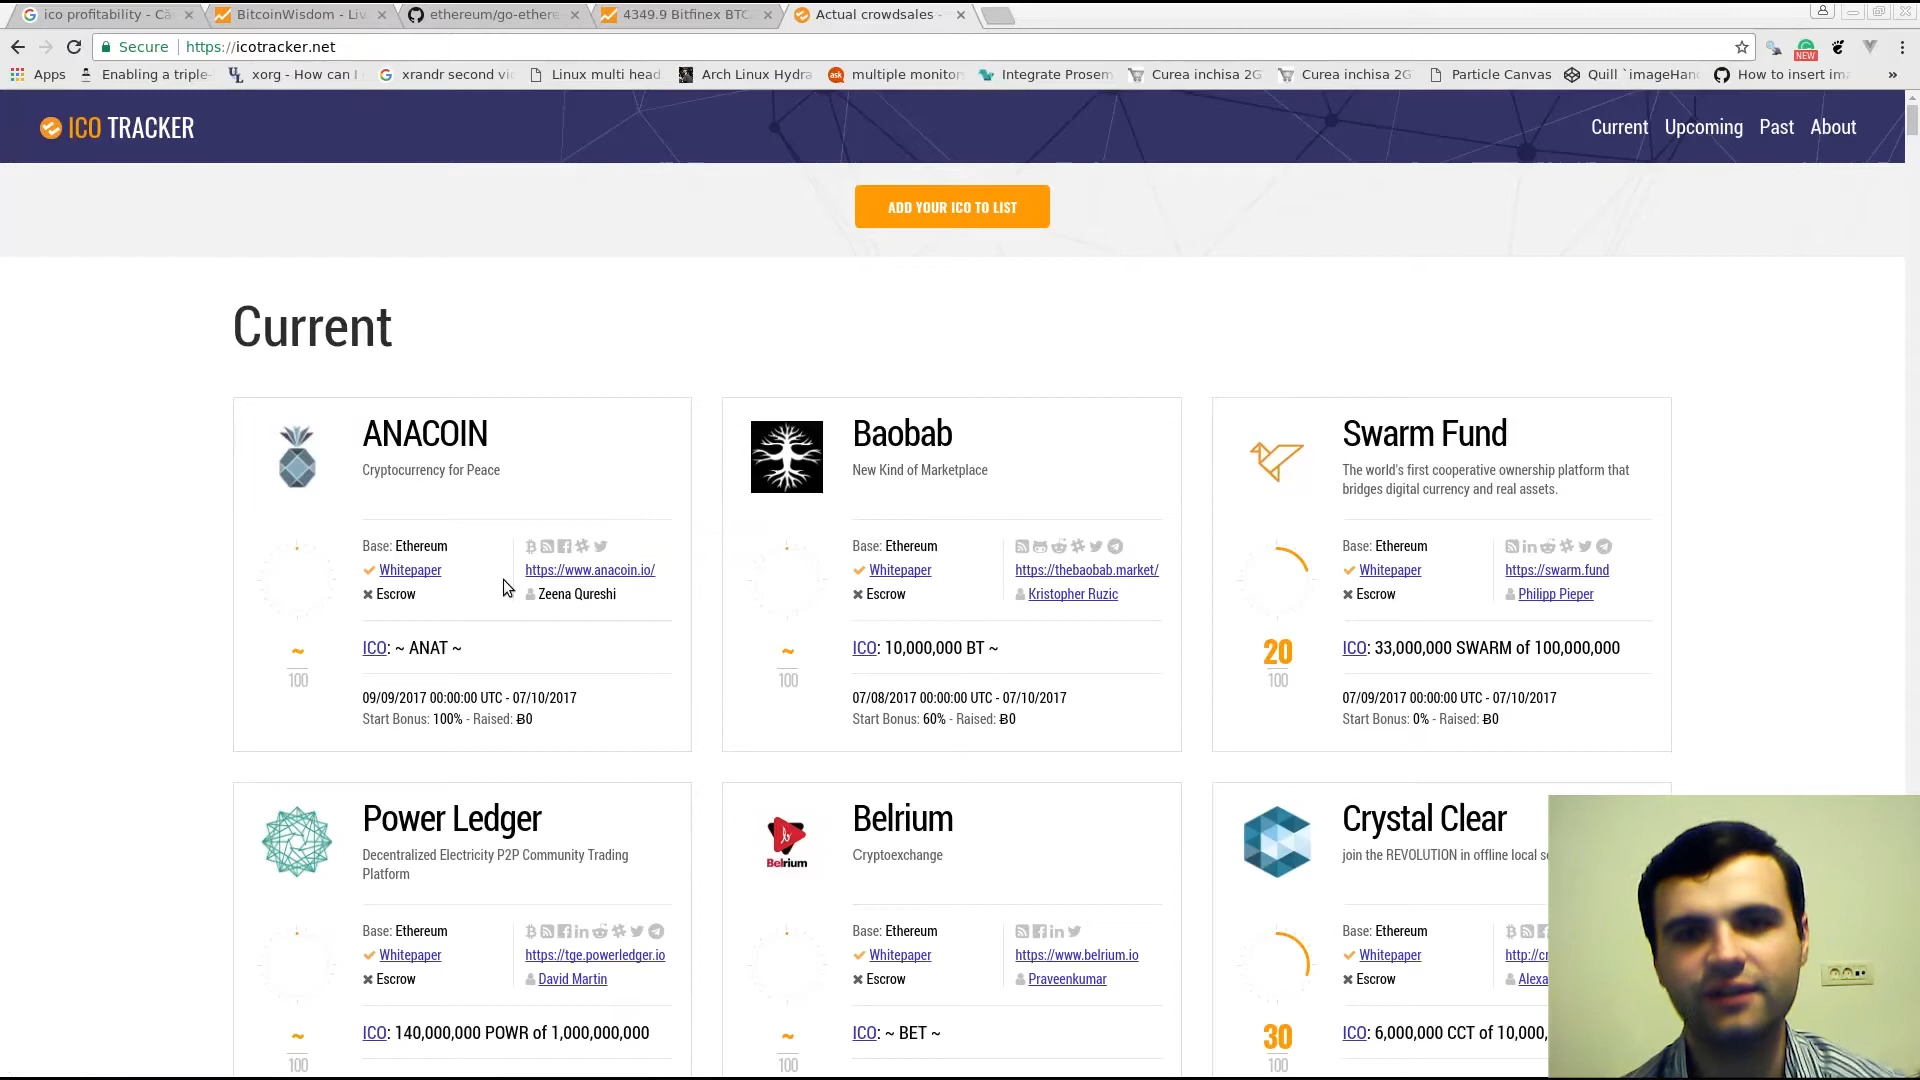 ico profitability - Că
BitcoinWisdom - Liv
ethereum/go-ethere
4349.9 Bitfinex BTC
Actual crowdsales -
Secure
https://icotracker.net
NEW
Apps
Enabling a triple-
xorg - How can I
xrandr second vi
Linux multi head
Arch Linux Hydra
ask
multiple monitor
Integrate Prosem
Curea inchisa 2G
Curea inchisa 2G
Particle Canvas
Quill `imageHan
How to insert im
»
ICO TRACKER
Current
Upcoming
Past
About
ADD YOUR ICO TO LIST
Current
ANACOIN
Cryptocurrency for Peace
Base: Ethereum
Whitepaper
https://www.anacoin.io/
Escrow
Zeena Qureshi
~
100
ICO: ~ ANAT ~
09/09/2017 00:00:00 UTC - 07/10/2017
Start Bonus: 100% - Raised: Ƀ0
Baobab
New Kind of Marketplace
Base: Ethereum
Whitepaper
https://thebaobab.market/
Escrow
Kristopher Ruzic
~
100
ICO: 10,000,000 BT ~
07/08/2017 00:00:00 UTC - 07/10/2017
Start Bonus: 60% - Raised: Ƀ0
Swarm Fund
The world's first cooperative ownership platform that
bridges digital currency and real assets.
Base: Ethereum
Whitepaper
https://swarm.fund
Escrow
Philipp Pieper
20
100
ICO: 33,000,000 SWARM of 100,000,000
07/09/2017 00:00:00 UTC - 07/10/2017
Start Bonus: 0% - Raised: Ƀ0
Power Ledger
Decentralized Electricity P2P Community Trading
Platform
Base: Ethereum
Whitepaper
https://tge.powerledger.io
Escrow
David Martin
~
100
ICO: 140,000,000 POWR of 1,000,000,000
Belrium
Belrium
Cryptoexchange
Base: Ethereum
Whitepaper
https://www.belrium.io
Escrow
Praveenkumar
~
100
ICO: ~ BET ~
Crystal Clear
join the REVOLUTION in offline local s
Base: Ethereum
Whitepaper
http://cr
Escrow
Alexa
30
100
ICO: 6,000,000 CCT of 10,000,